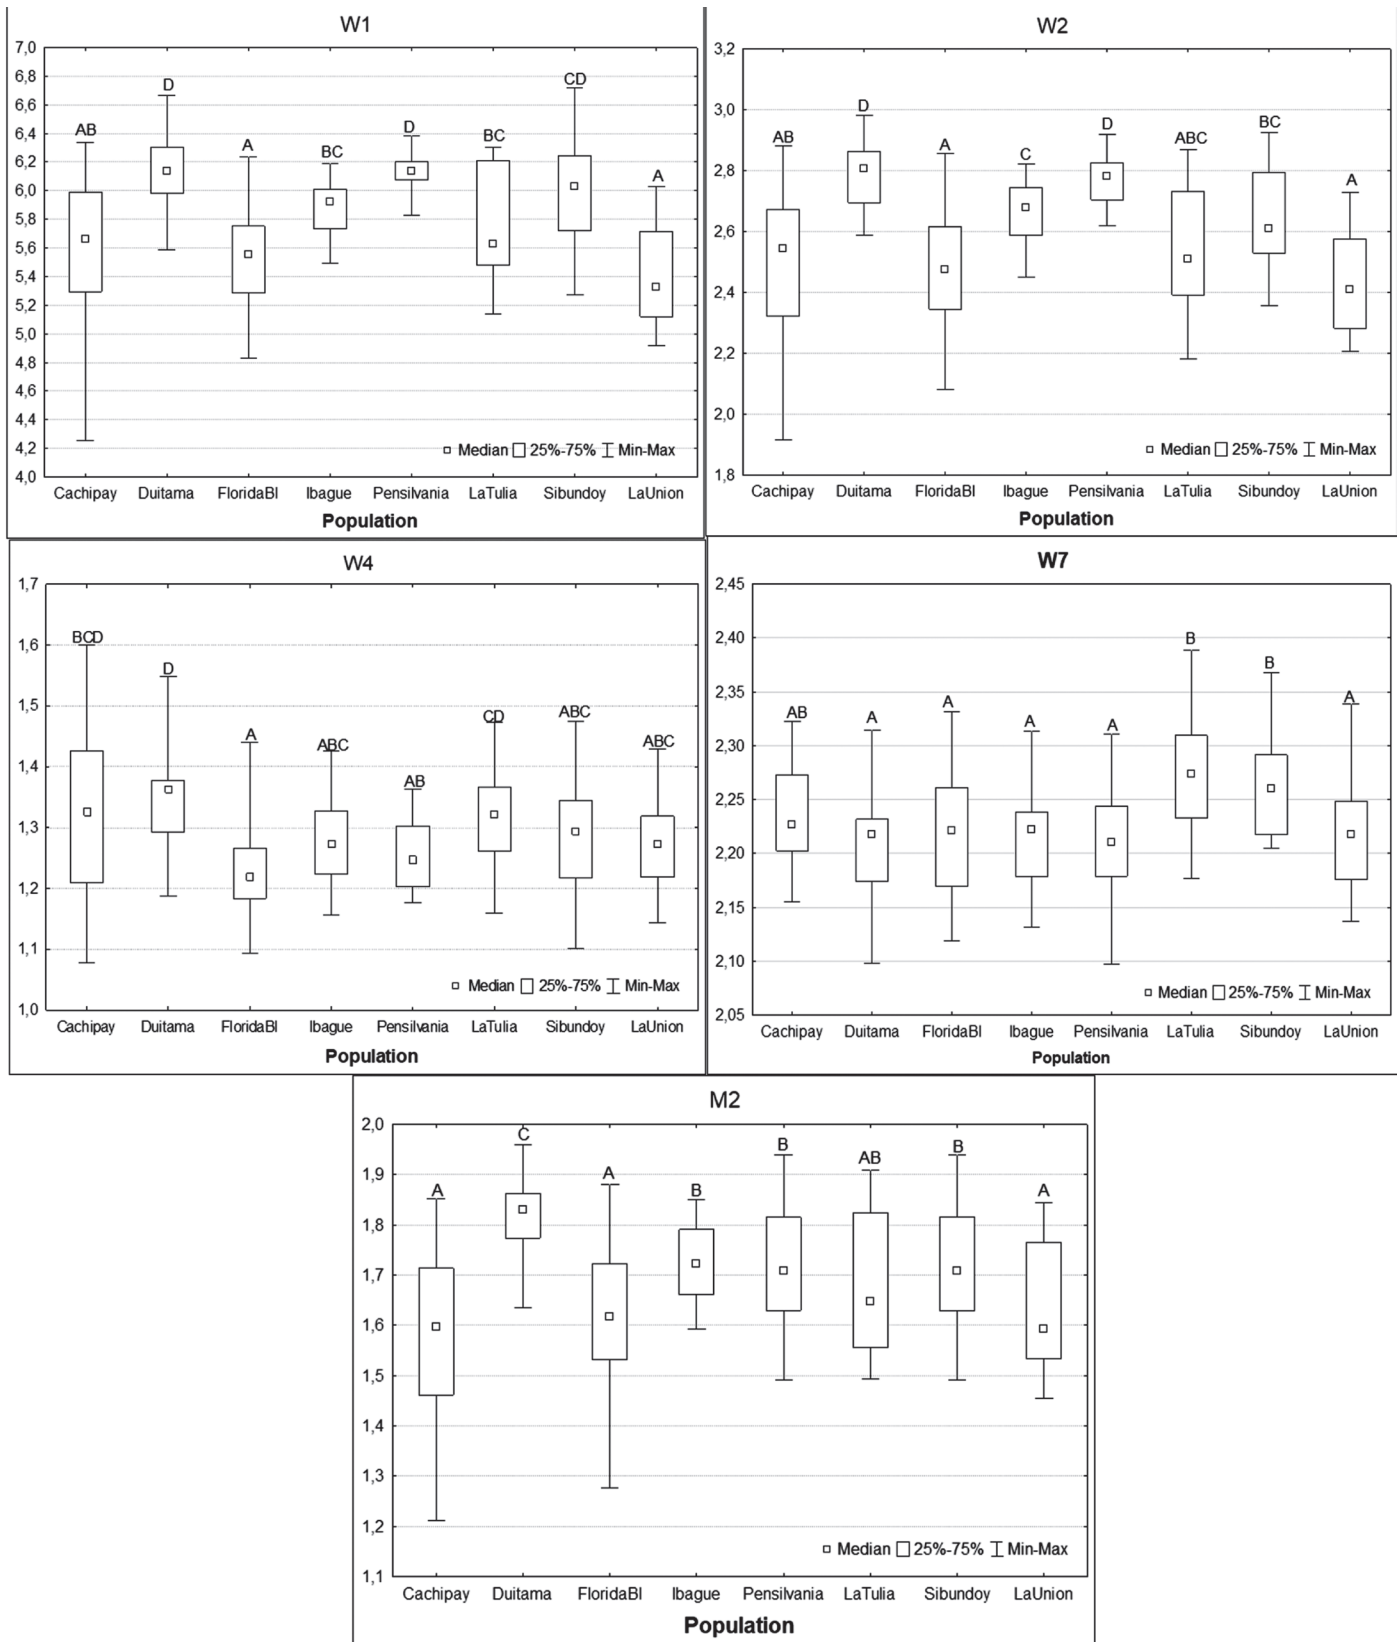 W1
7,0
6,8
6,6
6,4
6,2
6,0
5,8
5,6
5,4
5,2
5,0
4,8
4,6
4,4
4,2
4,0
AB D A BC D BC CD A
Median 25%-75% Min-Max
Cachipay Duitama FloridaBl Ibague Pensilvania LaTulia Sibundoy LaUnion
Population
W2
3,2
3,0
2,8
2,6
2,4
2,2
2,0
1,8
AB D A C D ABC BC A
Median 25%-75% Min-Max
Cachipay Duitama FloridaBl Ibague Pensilvania LaTulia Sibundoy LaUnion
Population
W4
1,7
1,6
1,5
1,4
1,3
1,2
1,1
1,0
BCD D A ABC AB CD ABC ABC
Median 25%-75% Min-Max
Cachipay Duitama FloridaBl Ibague Pensilvania LaTulia Sibundoy LaUnion
Population
W7
2,45
2,40
2,35
2,30
2,25
2,20
2,15
2,10
2,05
AB A A A A B B A
Median 25%-75% Min-Max
Cachipay Duitama FloridaBl Ibague Pensilvania LaTulia Sibundoy LaUnion
Population
M2
2,0
1,9
1,8
1,7
1,6
1,5
1,4
1,3
1,2
1,1
A C A B B AB B A
Median 25%-75% Min-Max
Cachipay Duitama FloridaBl Ibague Pensilvania LaTulia Sibundoy LaUnion
Population